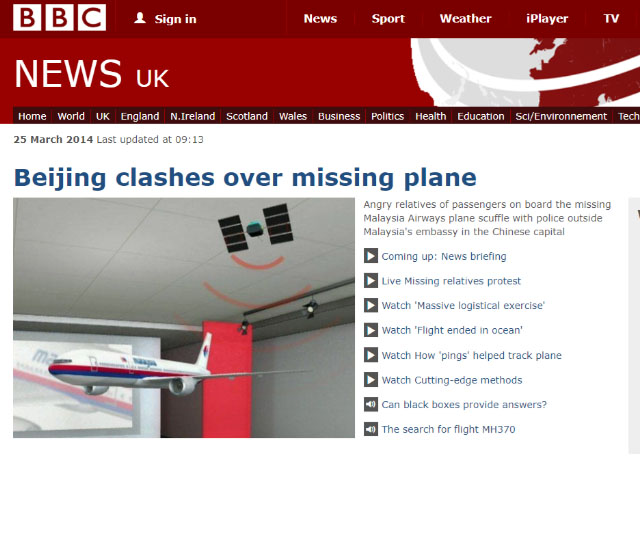 BBC
Sign in
News
Sport
Weather
iPlayer
TV
NEWS UK
Home
World
UK
England
N.Ireland
Scotland
Wales
Business
Politics
Health
Education
Sci/Environnement
Tech
25 March 2014 Last updated at 09:13
Beijing clashes over missing plane
Angry relatives of passengers on board the missing
Malaysia Airways plane scuffle with police outside
Malaysia's embassy in the Chinese capital
Coming up: News briefing
Live Missing relatives protest
Watch 'Massive logistical exercise'
Watch 'Flight ended in ocean'
Watch How 'pings' helped track plane
Watch Cutting-edge methods
Can black boxes provide answers?
The search for flight MH370